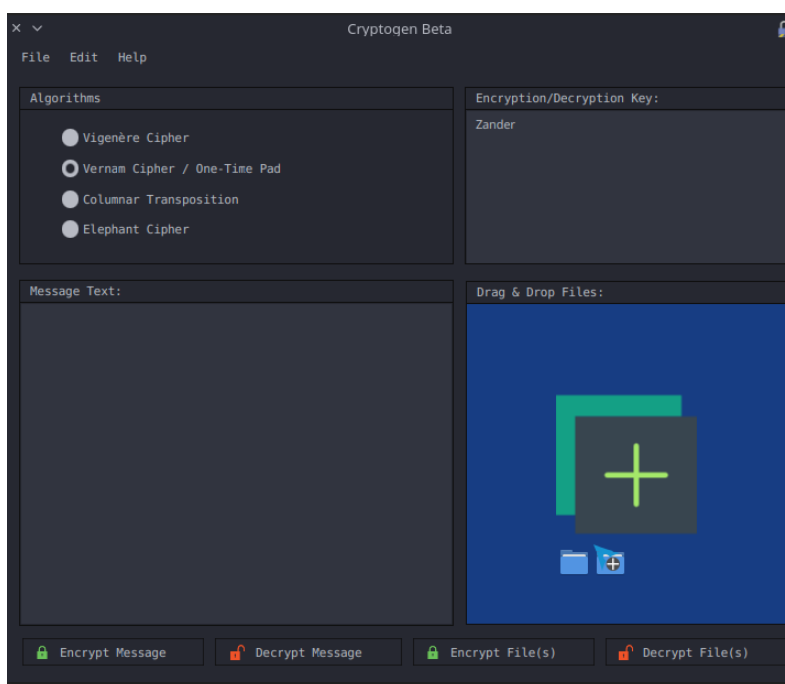 Cryptogen Beta
File Edit Help
Algorithms
Vigenère Cipher
Vernam Cipher / One-Time Pad
Columnar Transposition
Elephant Cipher
Encryption/Decryption Key:
Zander
Message Text:
Drag & Drop Files:
Encrypt Message
Decrypt Message
Encrypt File(s)
Decrypt File(s)